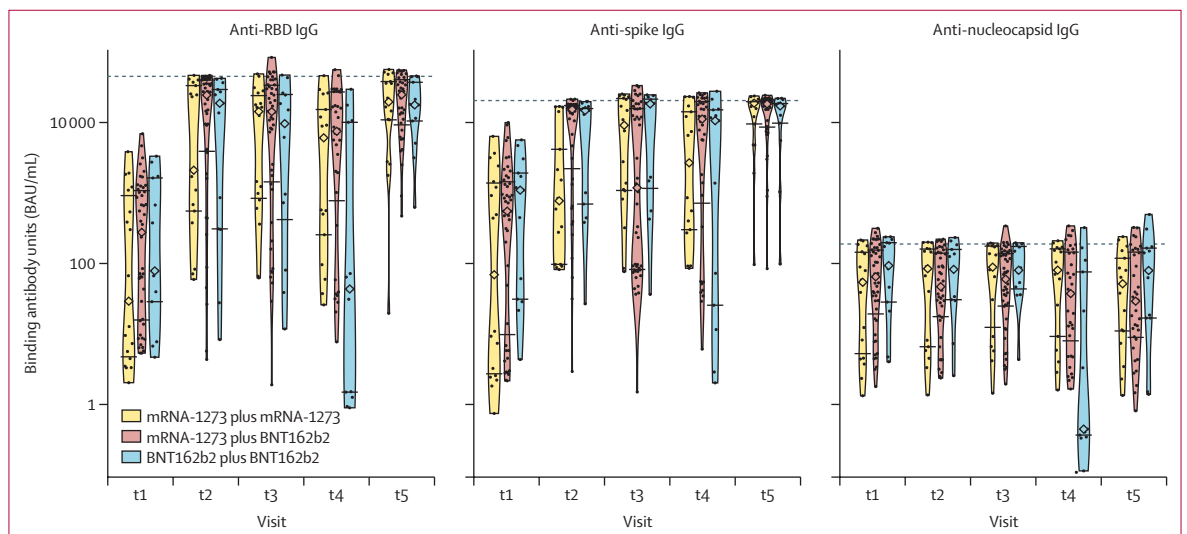 Anti-RBD IgG
Anti-spike IgG
Anti-nucleocapsid IgG
Binding antibody units (BAU/mL)
10 000
100
1
mRNA-1273 plus mRNA-1273
mRNA-1273 plus BNT162b2
BNT162b2 plus BNT162b2
t1 t2 t3 t4 t5
t1 t2 t3 t4 t5
t1 t2 t3 t4 t5
Visit
Visit
Visit